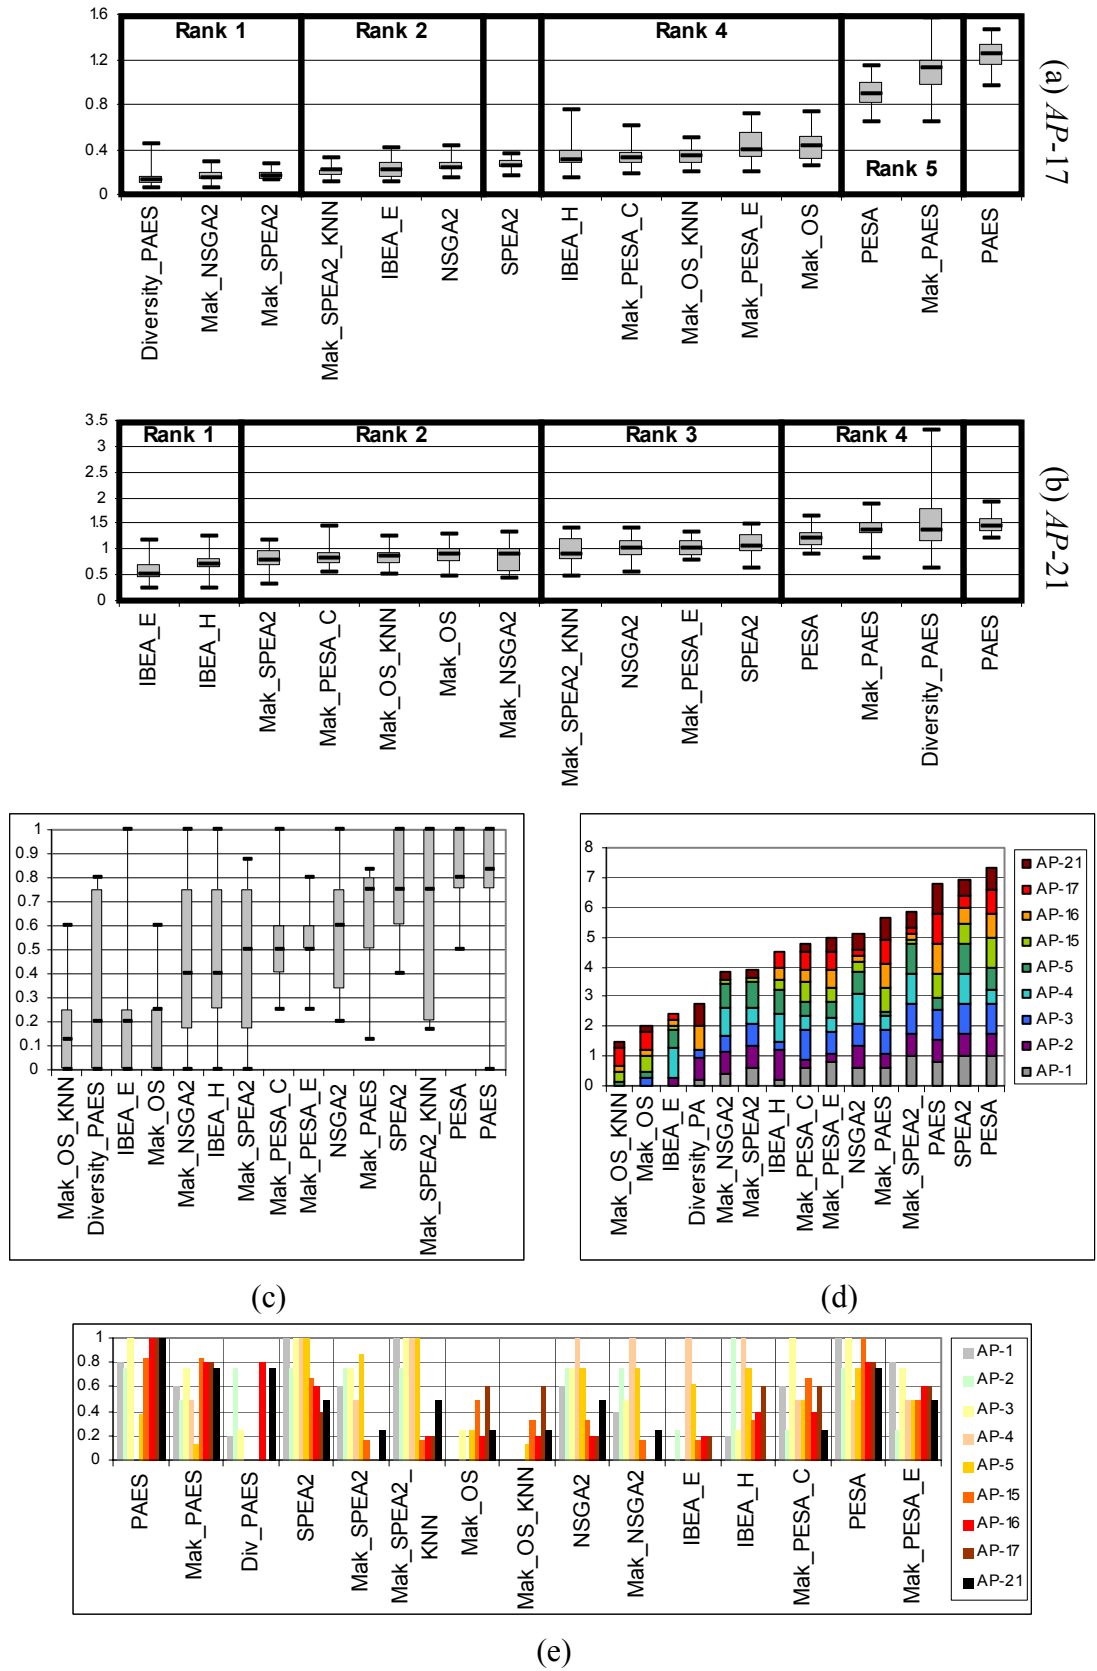 1.6
1.2
0.8
0.4
0
Rank 1
Rank 2
Rank 4
Rank 5
Diversity_PAES
Mak_NSGA2
Mak_SPEA2
Mak_SPEA2_KNN
IBEA_E
NSGA2
SPEA2
IBEA_H
Mak_PESA_C
Mak_OS_KNN
Mak_PESA_E
Mak_OS
PESA
Mak_PAES
PAES
(a) AP-17
3.5
3
2.5
2
1.5
1
0.5
0
Rank 1
Rank 2
Rank 3
Rank 4
IBEA_E
IBEA_H
Mak_SPEA2
Mak_PESA_C
Mak_OS_KNN
Mak_OS
Mak_NSGA2
Mak_SPEA2_KNN
NSGA2
Mak_PESA_E
SPEA2
PESA
Mak_PAES
Diversity_PAES
PAES
(b) AP-21
1
0.9
0.8
0.7
0.6
0.5
0.4
0.3
0.2
0.1
0
Mak_OS_KNN
Diversity_PAES
IBEA_E
Mak_OS
Mak_NSGA2
IBEA_H
Mak_SPEA2
Mak_PESA_C
Mak_PESA_E
NSGA2
Mak_PAES
SPEA2
Mak_SPEA2_KNN
PESA
PAES
(c)
8
7
6
5
4
3
2
1
0
Mak_OS_KNN
Mak_OS
IBEA_E
Diversity_PA
Mak_NSGA2
Mak_SPEA2
IBEA_H
Mak_PESA_C
Mak_PESA_E
NSGA2
Mak_PAES
Mak_SPEA2_
PAES
SPEA2
PESA
AP-21
AP-17
AP-16
AP-15
AP-5
AP-4
AP-3
AP-2
AP-1
(d)
1
0.8
0.6
0.4
0.2
0
PAES
Mak_PAES
Div_PAES
SPEA2
Mak_SPEA2
Mak_SPEA2_
KNN
Mak_OS
Mak_OS_KNN
NSGA2
Mak_NSGA2
IBEA_E
IBEA_H
Mak_PESA_C
PESA
Mak_PESA_E
AP-1
AP-2
AP-3
AP-4
AP-5
AP-15
AP-16
AP-17
AP-21
(e)